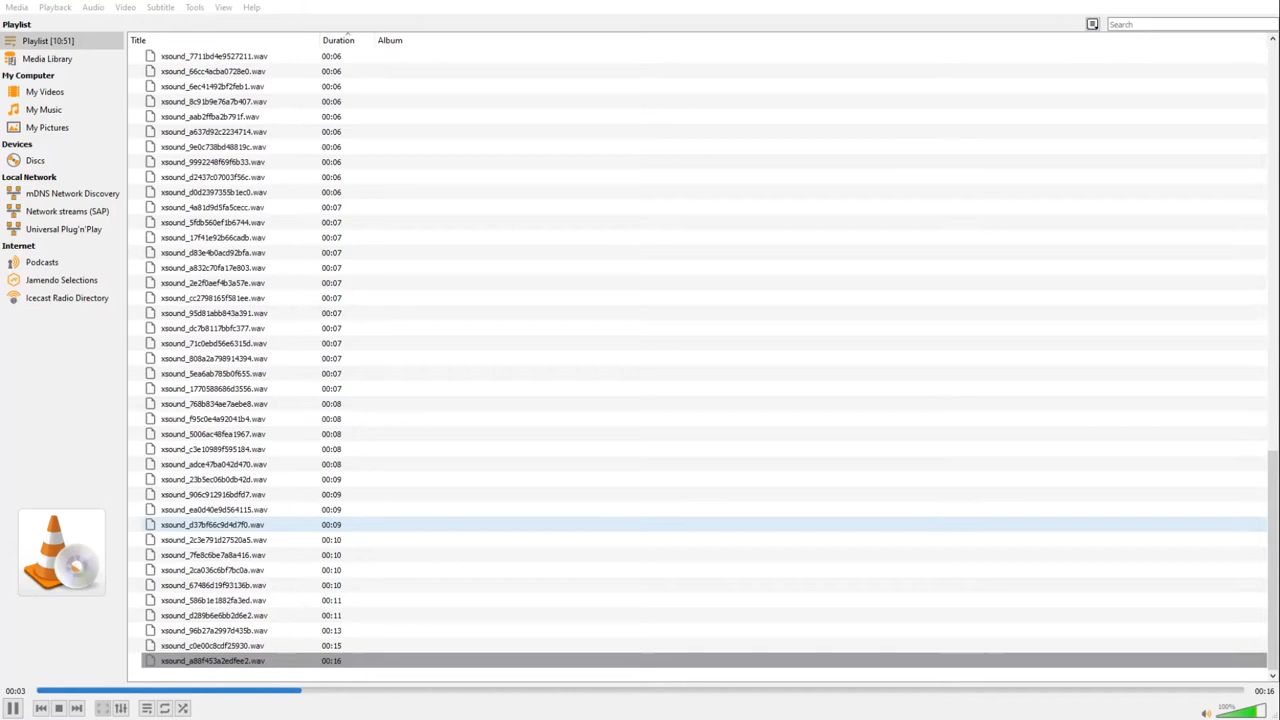 Media Playback Audio Video Subtitle Tools View Help
Playlist
Search
Playlist [10:51]
Media Library
My Computer
My Videos
My Music
My Pictures
Devices
Discs
Local Network
mDNS Network Discovery
Network streams (SAP)
Universal Plug'n'Play
Internet
Podcasts
Jamendo Selections
Icecast Radio Directory
Title Duration Album
xsound_7711bd4e9527211.wav 00:06
xsound_66cc4acba0728e0.wav 00:06
xsound_6ec41492bf2feb1.wav 00:06
xsound_8c91b9e76a7b407.wav 00:06
xsound_aab2ffba2b791f.wav 00:06
xsound_a637d92c2234714.wav 00:06
xsound_9e0c738bd48819c.wav 00:06
xsound_9992248f69f6b33.wav 00:06
xsound_d2437c07003f56c.wav 00:06
xsound_d0d2397355b1ec0.wav 00:06
xsound_4a81d9d5fa5cecc.wav 00:07
xsound_5fdb560ef1b6744.wav 00:07
xsound_17f41e92b66cadb.wav 00:07
xsound_d83e4b0acd92bfa.wav 00:07
xsound_a832c70fa17e803.wav 00:07
xsound_2e2f0aef4b3a57e.wav 00:07
xsound_cc2798165f581ee.wav 00:07
xsound_95d81abb843a391.wav 00:07
xsound_dc7b8117bbfc377.wav 00:07
xsound_71c0ebd56e6315d.wav 00:07
xsound_808a2a798914394.wav 00:07
xsound_5ea6ab785b0f655.wav 00:07
xsound_1770588686d3556.wav 00:07
xsound_768b834ae7aebe8.wav 00:08
xsound_f95c0e4a92041b4.wav 00:08
xsound_5006ac48fea1967.wav 00:08
xsound_c3e10989f595184.wav 00:08
xsound_adce47ba042d470.wav 00:08
xsound_23b5ec06b0db42d.wav 00:09
xsound_906c912916bdfd7.wav 00:09
xsound_ea0d40e9d564115.wav 00:09
xsound_d37bf66c9d4d7f0.wav 00:09
xsound_2c3e791d27520a5.wav 00:10
xsound_7fe8c6be7a8a416.wav 00:10
xsound_2ca036c6bf7bc0a.wav 00:10
xsound_67486d19f93136b.wav 00:10
xsound_586b1e1882fa3ed.wav 00:11
xsound_d289b6e6bb2d6e2.wav 00:11
xsound_96b27a2997d435b.wav 00:13
xsound_c0e00c8cdf25930.wav 00:15
xsound_a88f453a2edfee2.wav 00:16
00:03 00:16
100%